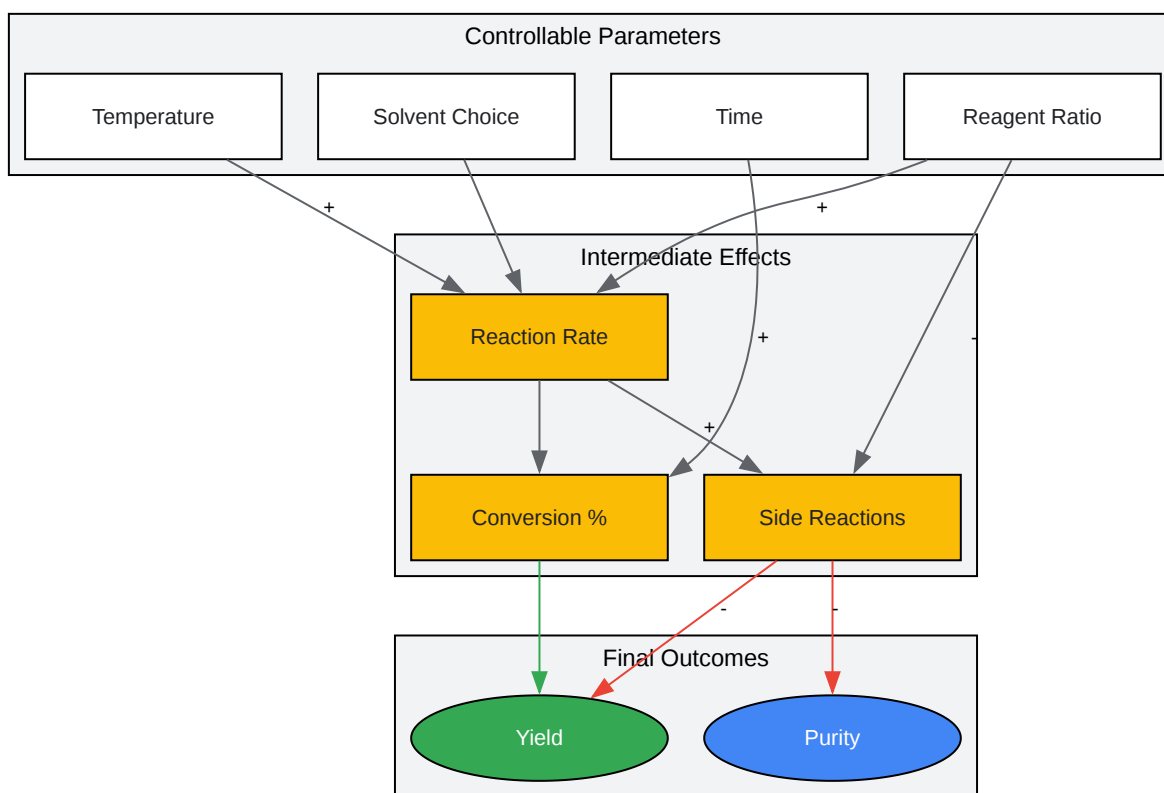 Controllable Parameters
Temperature
Solvent Choice
Time
Reagent Ratio
+
+
Intermediate Effects
Reaction Rate
+
-
+
Conversion %
Side Reactions
-
-
Final Outcomes
Yield
Purity